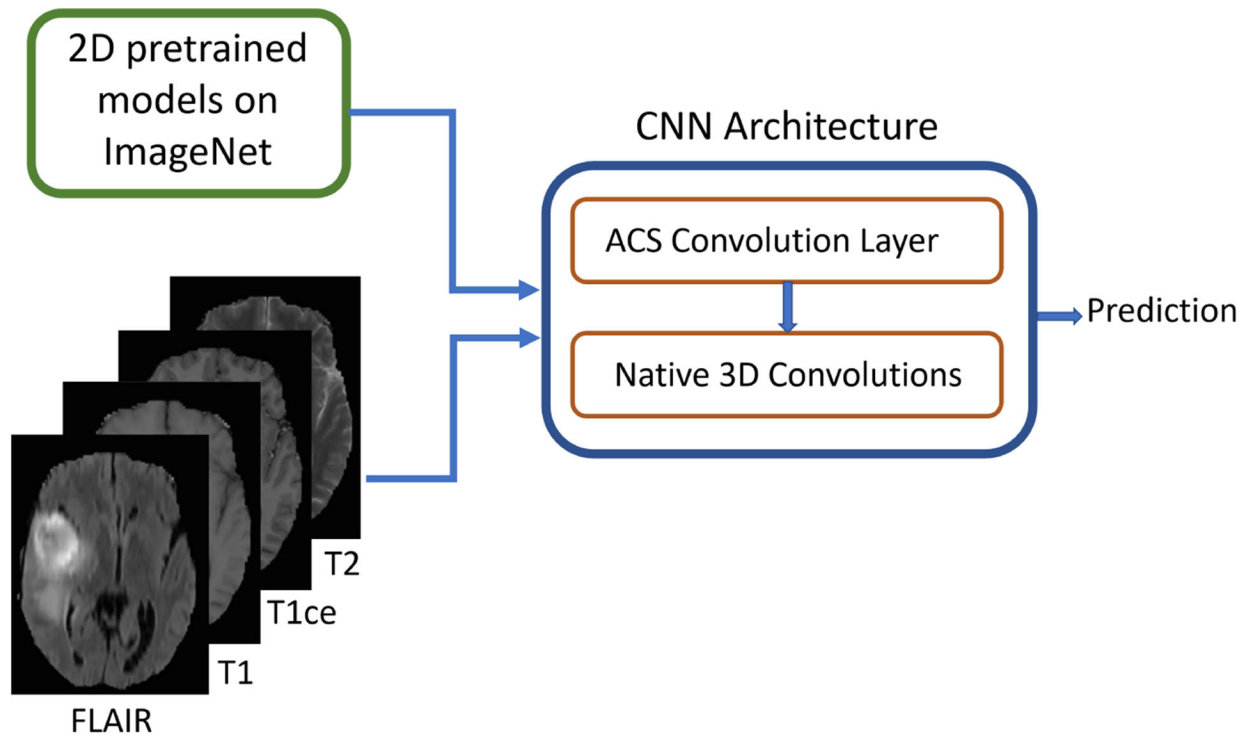 2D pretrained
models on
ImageNet
CNN Architecture
ACS Convolution Layer
Native 3D Convolutions
Prediction
T2
T1ce
T1
FLAIR